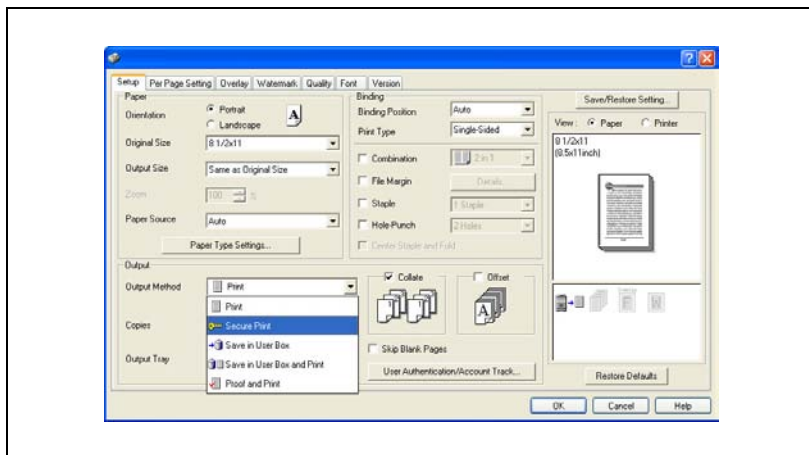 Setup Per Page Setting Overlay Watermark Quality Font Version
Paper
Orientation
Portrait
Landscape
A
Original Size 8 1/2x11
Output Size Same as Original Size
Zoom 100 %
Paper Source Auto
Paper Type Settings...
Binding
Binding Position Auto
Print Type Single-Sided
Combination 2 in 1
File Margin Details...
Staple 1 Staple
Hole-Punch 2 Holes
Center Staple and Fold
Save/Restore Setting...
View : Paper Printer
8 1/2x11
(8.5x11inch)
Output
Output Method Print
Print
Secure Print
Save in User Box
Save in User Box and Print
Proof and Print
Copies
Output Tray
Collate
Offset
A
Skip Blank Pages
User Authentication/Account Track...
Restore Defaults
OK Cancel Help